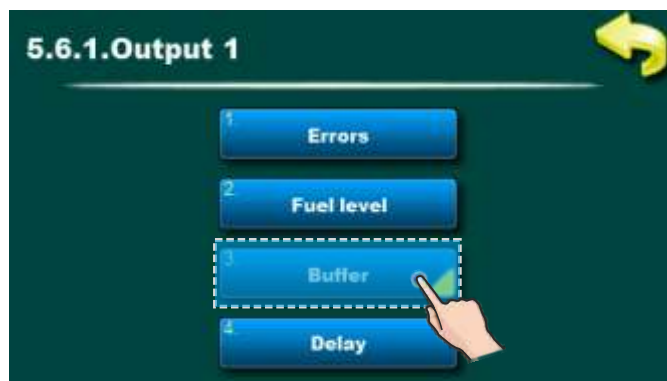 5.6.1.Output 1
1
Errors
2
Fuel level
3
Buffer
4
Delay